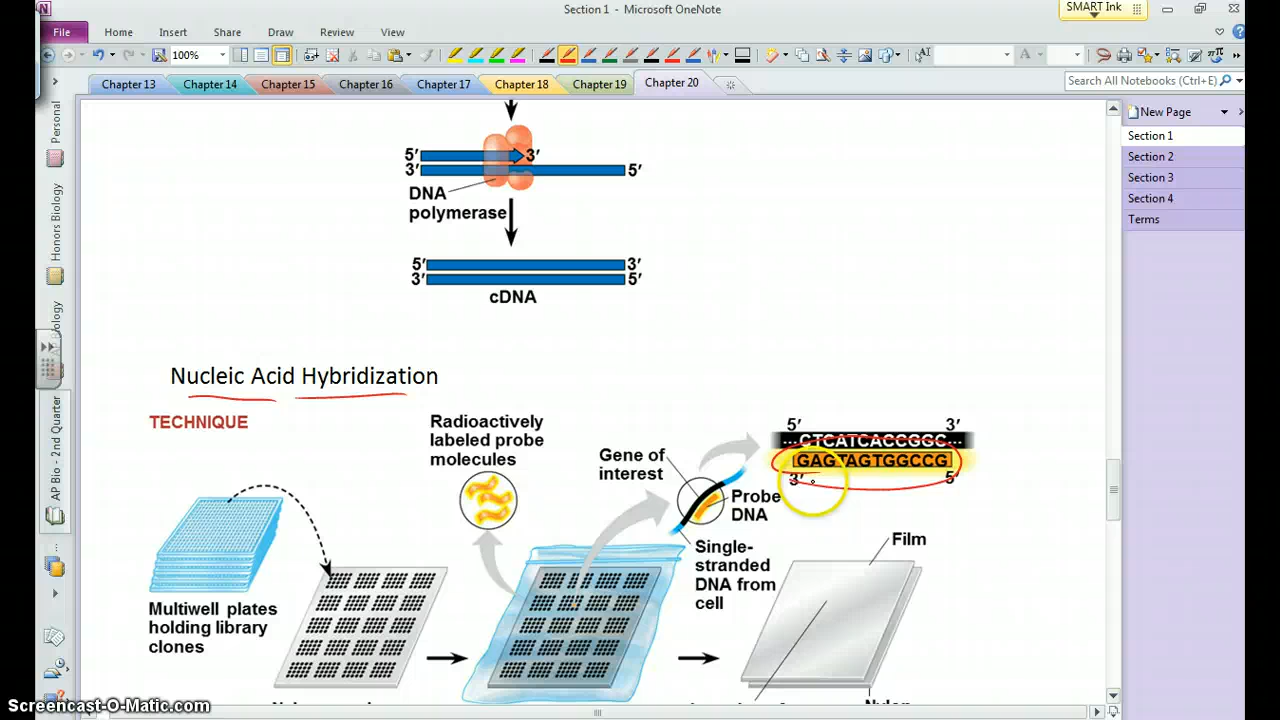 Section 1 - Microsoft OneNote
SMART Ink
File Home Insert Share Draw Review View
100%
Chapter 13 Chapter 14 Chapter 15 Chapter 16 Chapter 17 Chapter 18 Chapter 19 Chapter 20
Search All Notebooks (Ctrl+E)
New Page
Section 1
Section 2
Section 3
Section 4
Terms
Personal
Honors Biology
AP Bio - 2nd Quarter
5′ 3′
3′ 5′
DNA
polymerase
5′ 3′
3′ 5′
cDNA
Nucleic Acid Hybridization
TECHNIQUE
Radioactively
labeled probe
molecules
Gene of
interest
Probe
DNA
5′ 3′
...CTCATCACCGGC...
GAGTAGTGGCCG
3′ 5′
Single-
stranded
DNA from
cell
Film
Multiwell plates
holding library
clones
Screencast-O-Matic.com